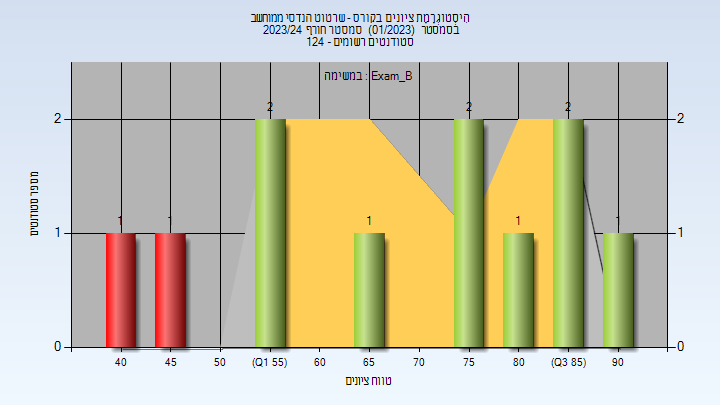 היסטוגרמת ציונים בקורס - שרטוט הנדסי ממוחשב
בסמסטר (01/2023) סמסטר חורף 2023/24
סטודנטים רשומים - 124
במשימה : Exam_B
2 2 2
2 2
מספר סטודנטים
1 1 1 1 1
1 1
0 0
40 45 50 (Q1 55) 60 65 70 75 80 (Q3 85) 90
טווח ציונים